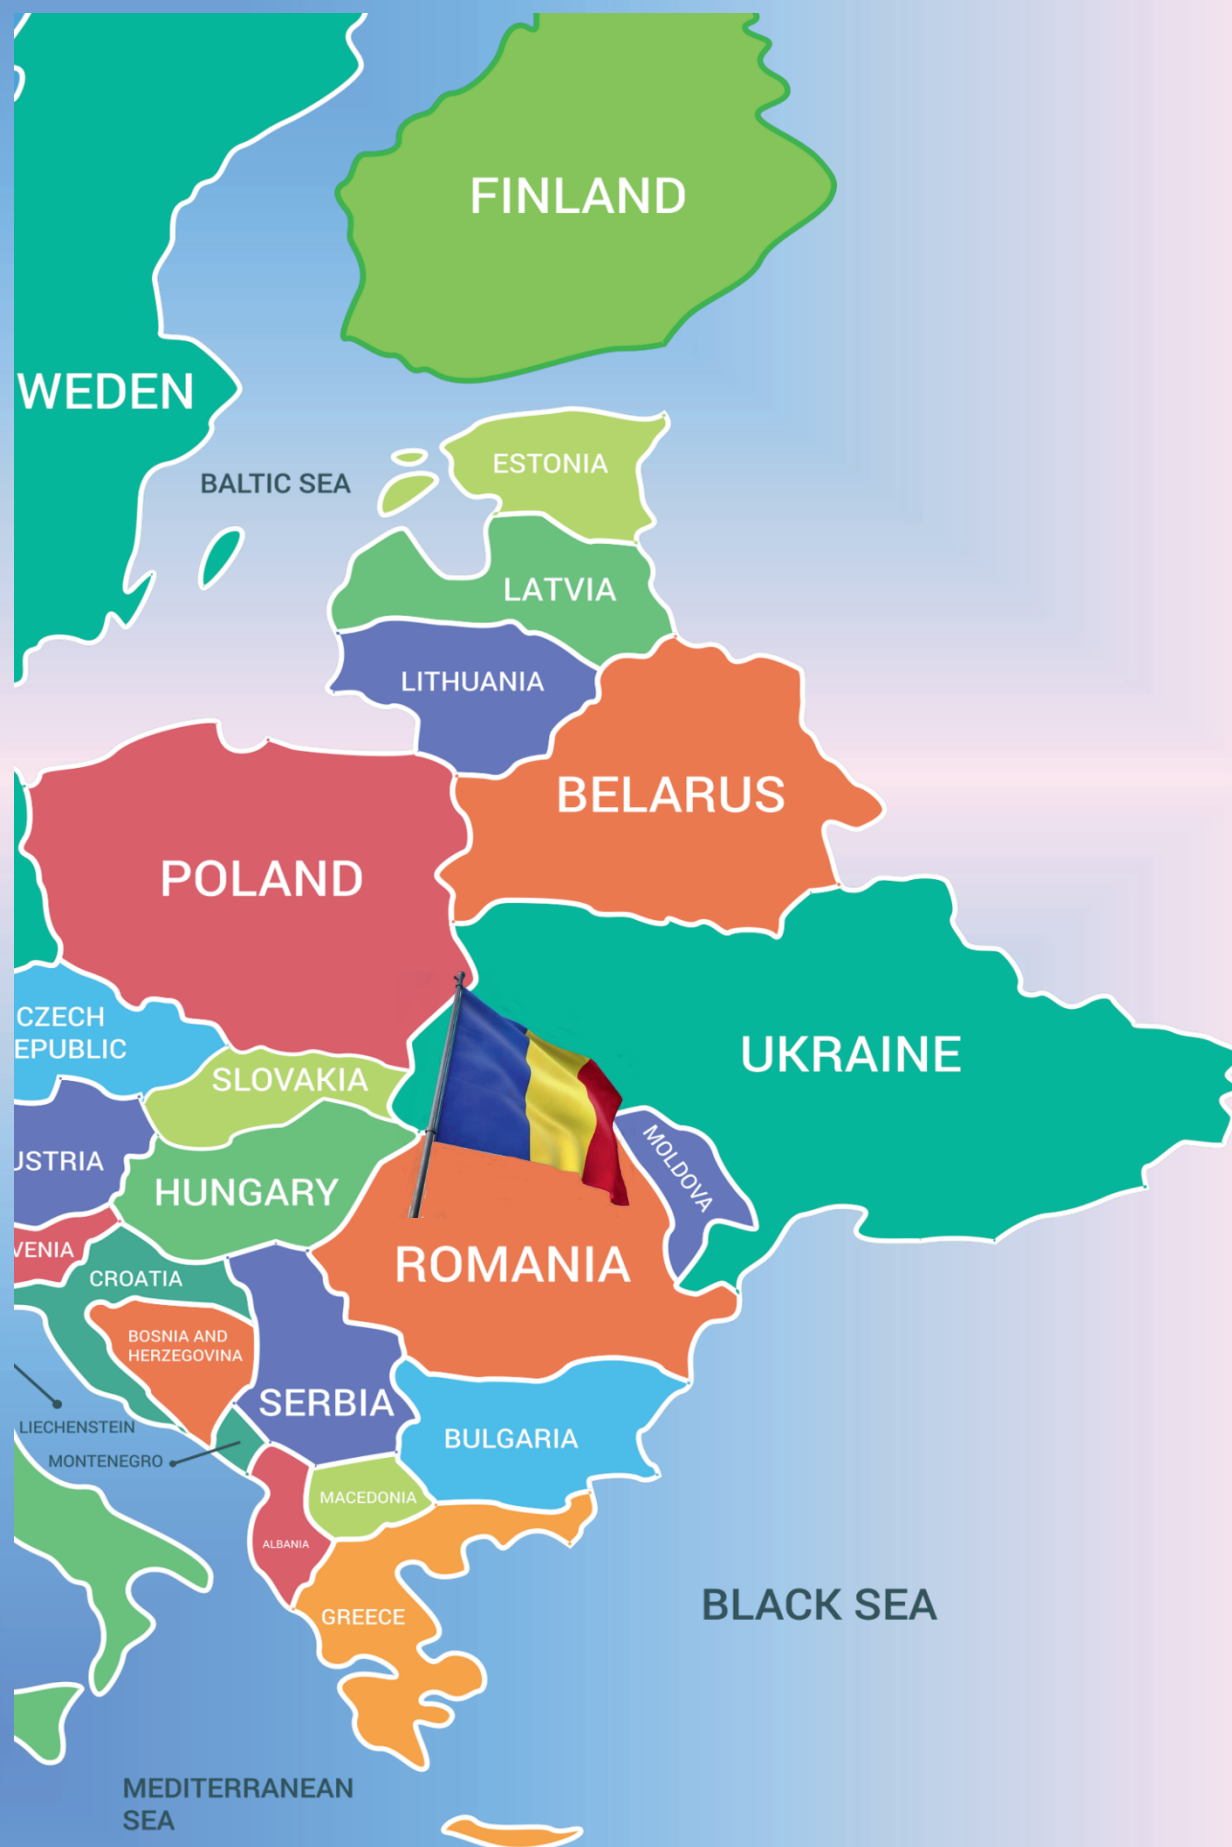 FINLAND
WEDEN
ESTONIA
BALTIC SEA
LATVIA
LITHUANIA
BELARUS
POLAND
CZECH
EPUBLIC
UKRAINE
SLOVAKIA
MOLDOVA
USTRIA
HUNGARY
VENIA
ROMANIA
CROATIA
BOSNIA AND
HERZEGOVINA
SERBIA
LIECHENSTEIN
BULGARIA
MONTENEGRO
MACEDONIA
ALBANIA
BLACK SEA
GREECE
MEDITERRANEAN
SEA